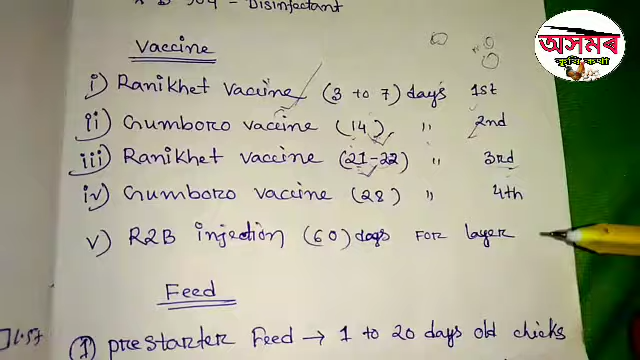 Disinfectant
Vaccine
i) Ranikhet vaccine (3 to 7) days 1st
ii) Gumboro vaccine (14) " 2nd
iii) Ranikhet vaccine (21-22) " 3rd
iv) Gumboro vaccine (28) " 4th
v) R2B injection (60) days FOR layer
Feed
(1) prestarter Feed → 1 to 20 days old chicks
অসমৰ
কৃষি কথা